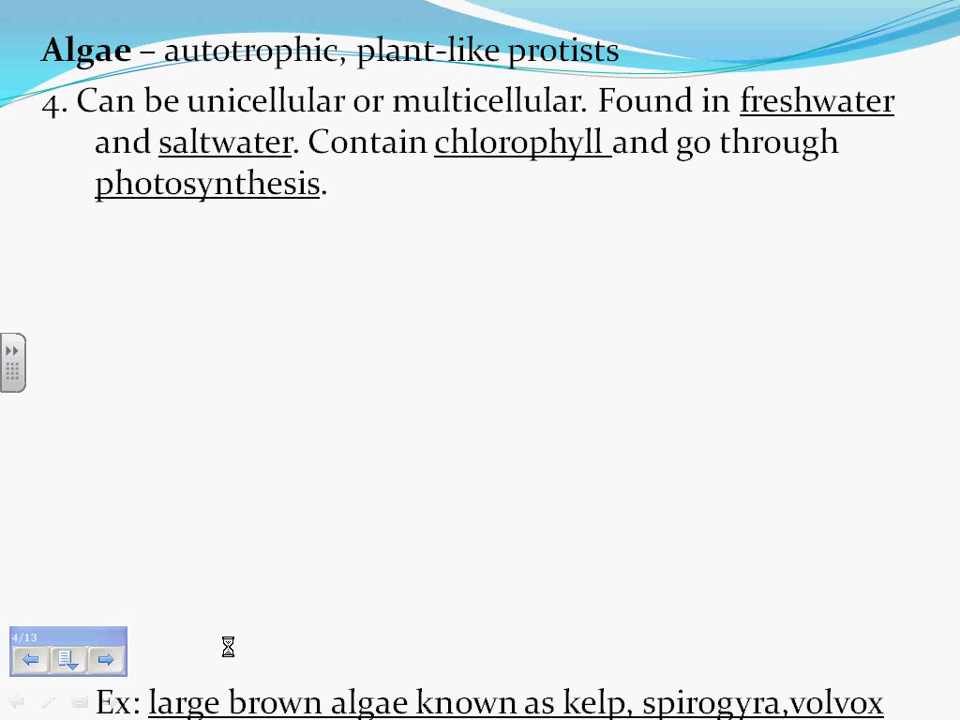 Algae – autotrophic, plant-like protists
4. Can be unicellular or multicellular. Found in freshwater
and saltwater. Contain chlorophyll and go through
photosynthesis.
4/13
Ex: large brown algae known as kelp, spirogyra,volvox